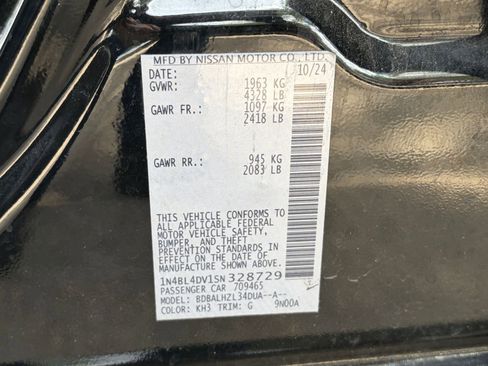 MFD BY NISSAN MOTOR CO., LTD.
DATE: 10/24
GVWR: 1963 KG
4328 LB
GAWR FR.: 1097 KG
2418 LB
GAWR RR.: 945 KG
2083 LB
THIS VEHICLE CONFORMS TO
ALL APPLICABLE FEDERAL
MOTOR VEHICLE SAFETY,
BUMPER, AND THEFT
PREVENTION STANDARDS IN
EFFECT ON THE DATE OF
MANUFACTURE SHOWN ABOVE.
1N4BL4DV1SN328729
PASSENGER CAR 709465
MODEL: BDBALHZL34DUA--A--
COLOR: KH3 TRIM: G 9N00A